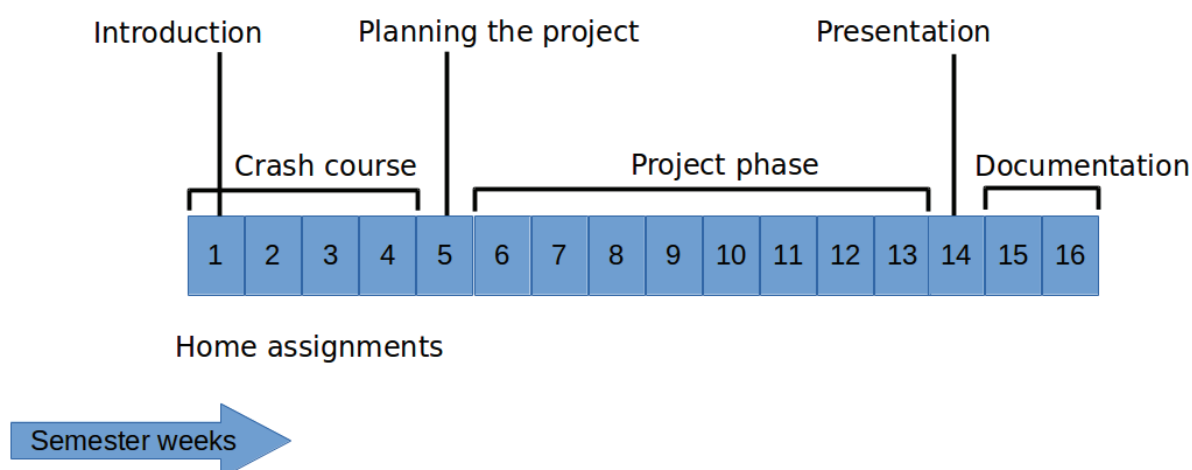 Introduction Planning the project Presentation
Crash course Project phase Documentation
1 2 3 4 5 6 7 8 9 10 11 12 13 14 15 16
Home assignments
Semester weeks